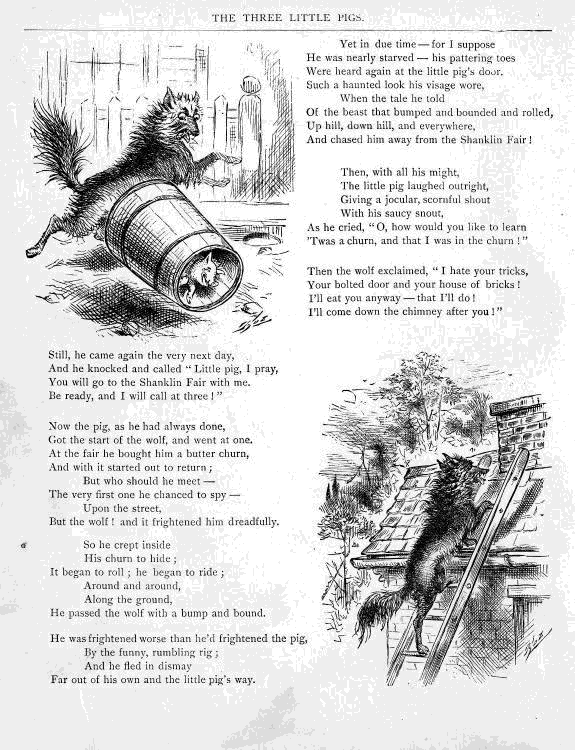 THE THREE LITTLE PIGS.
Still, he came again the very next day,
And he knocked and called "Little pig, I pray,
You will go to the Shanklin Fair with me.
Be ready, and I will call at three!"
Now the pig, as he had always done,
Got the start of the wolf, and went at one.
At the fair he bought him a butter churn,
And with it started out to return;
But who should he meet —
The very first one he chanced to spy —
Upon the street,
But the wolf! and it frightened him dreadfully.
So he crept inside
His churn to hide;
It began to roll; he began to ride;
Around and around,
Along the ground,
He passed the wolf with a bump and bound.
He was frightened worse than he'd frightened the pig,
By the funny, rumbling rig;
And he fled in dismay
Far out of his own and the little pig's way.
Yet in due time — for I suppose
He was nearly starved — his pattering toes
Were heard again at the little pig's door.
Such a haunted look his visage wore,
When the tale he told
Of the beast that bumped and bounded and rolled,
Up hill, down hill, and everywhere,
And chased him away from the Shanklin Fair!
Then, with all his might,
The little pig laughed outright,
Giving a jocular, scornful shout
With his saucy snout,
As he cried, "O, how would you like to learn
'Twas a churn, and that I was in the churn!"
Then the wolf exclaimed, "I hate your tricks,
Your bolted door and your house of bricks!
I'll eat you anyway — that I'll do!
I'll come down the chimney after you!"